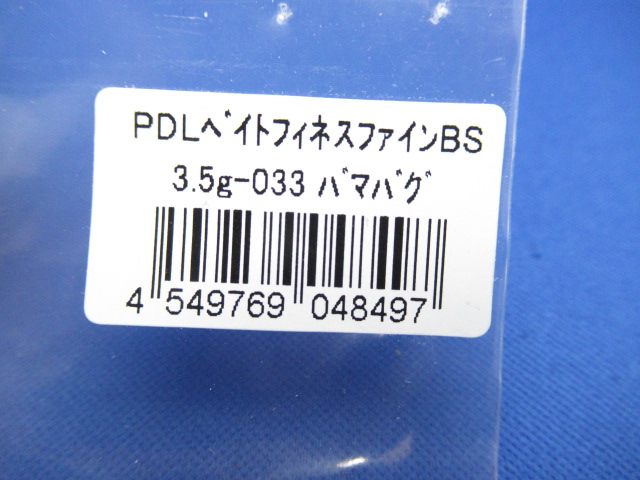 PDLﾍﾞｲﾄﾌｨﾈｽﾌｧｲﾝBS
3.5g-033 ﾊﾞﾏﾊﾞｸﾞ
4 549769 048497